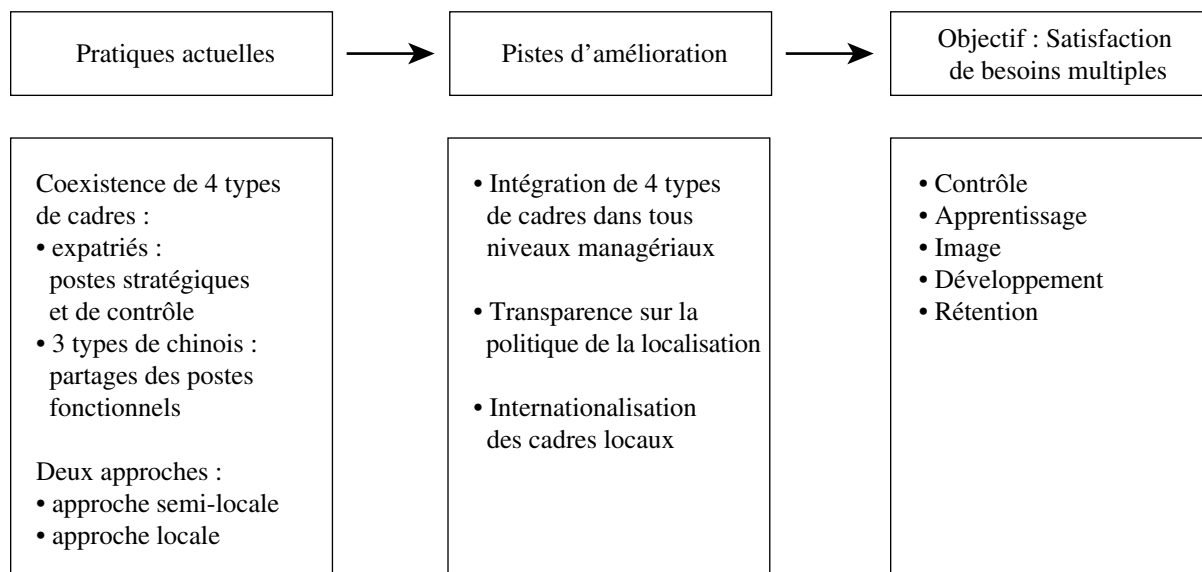 Pratiques actuelles
Pistes d'amélioration
Objectif : Satisfaction
de besoins multiples
Coexistence de 4 types
de cadres :
• expatriés :
postes stratégiques
et de contrôle
• 3 types de chinois :
partages des postes
fonctionnels
Deux approches :
• approche semi-locale
• approche locale
• Intégration de 4 types
de cadres dans tous
niveaux managériaux
• Transparence sur la
politique de la localisation
• Internationalisation
des cadres locaux
• Contrôle
• Apprentissage
• Image
• Développement
• Rétention